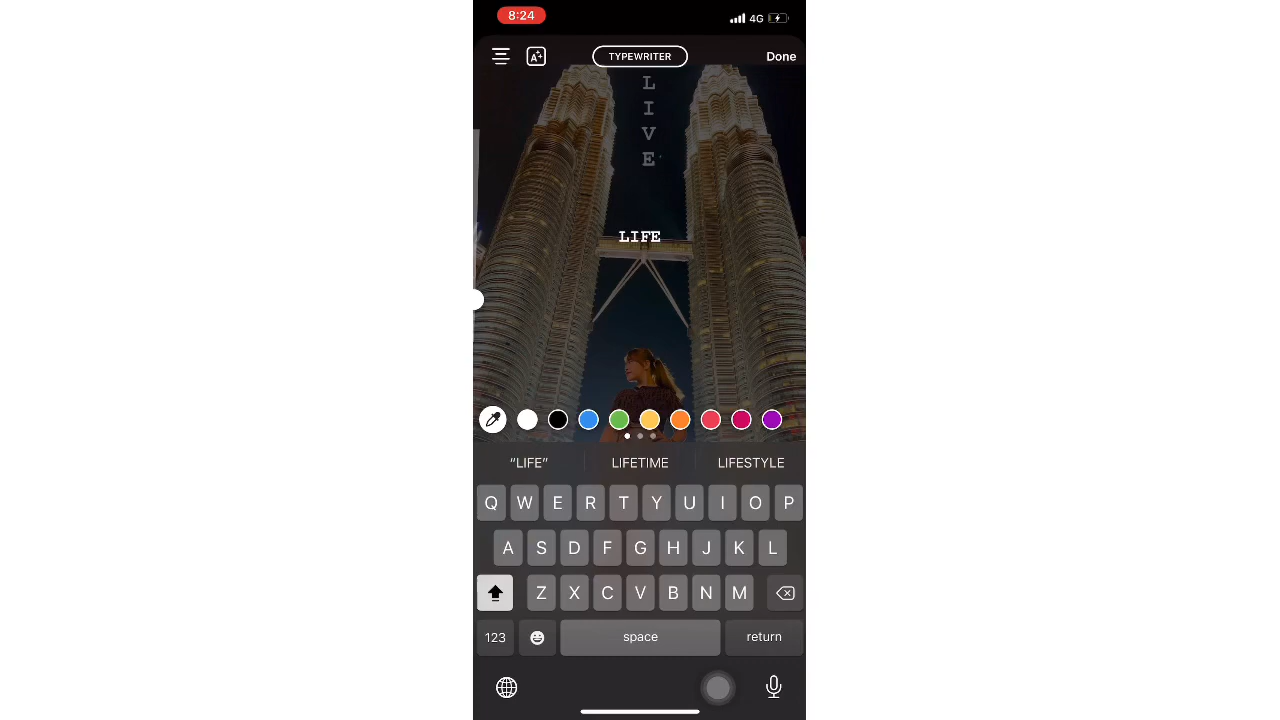 8:24
4G
TYPEWRITER
Done
L
I
V
E
LIFE
“LIFE”
LIFETIME
LIFESTYLE
Q W E R T Y U I O P
A S D F G H J K L
Z X C V B N M
123
space
return